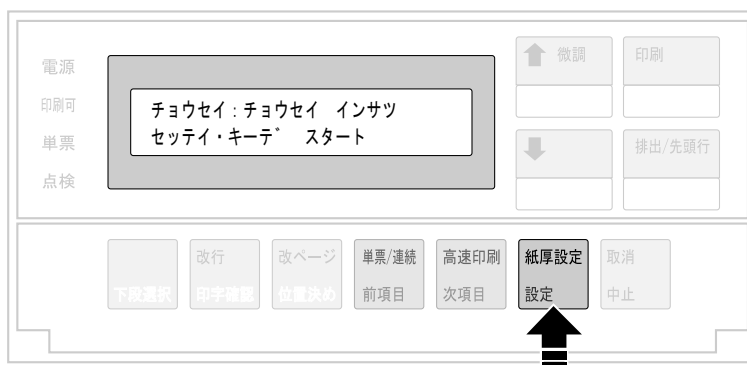 電源
印刷可
単票
点検
チョウセイ：チョウセイ　インサツ
セッテイ・キーデ゛　スタート
微調
印刷
排出/先頭行
下段選択
改行
印字確認
改ページ
位置決め
単票/連続
前項目
高速印刷
次項目
紙厚設定
設定
取消
中止